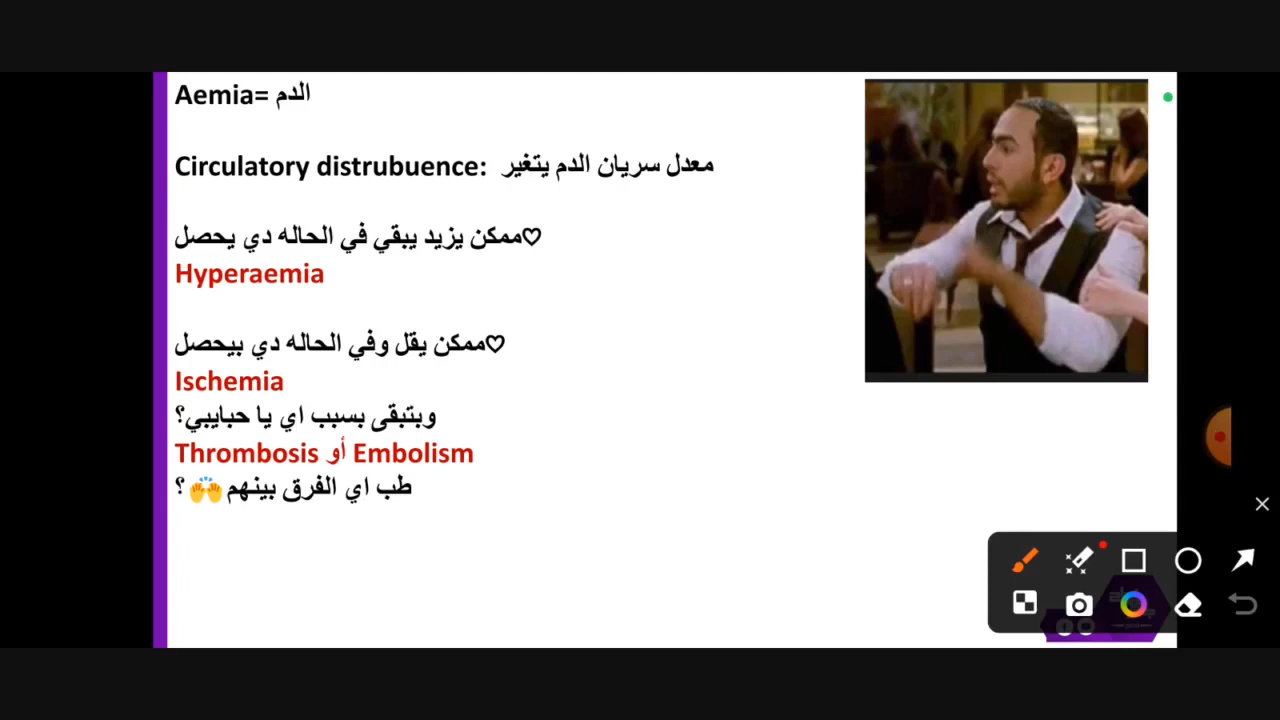 Aemia= الدم
Circulatory distrubuence: معدل سريان الدم يتغير
♡ممكن يزيد يبقي في الحاله دي يحصل
Hyperaemia
♡ممكن يقل وفي الحاله دي بيحصل
Ischemia
وبتبقى بسبب اي يا حبايبي؟
Thrombosis أو Embolism
طب اي الفرق بينهم🙌؟